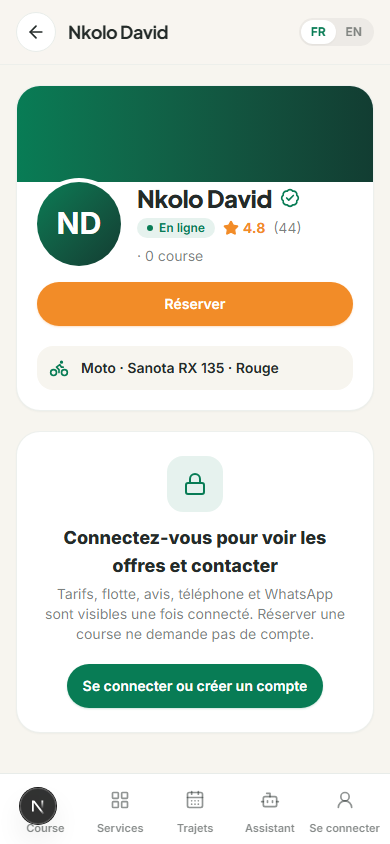 Nkolo David
FR EN
ND
Nkolo David
En ligne 4.8 (44)
· 0 course
Réserver
Moto · Sanota RX 135 · Rouge
Connectez-vous pour voir les
offres et contacter
Tarifs, flotte, avis, téléphone et WhatsApp
sont visibles une fois connecté. Réserver une
course ne demande pas de compte.
Se connecter ou créer un compte
N
Course Services Trajets Assistant Se connecter